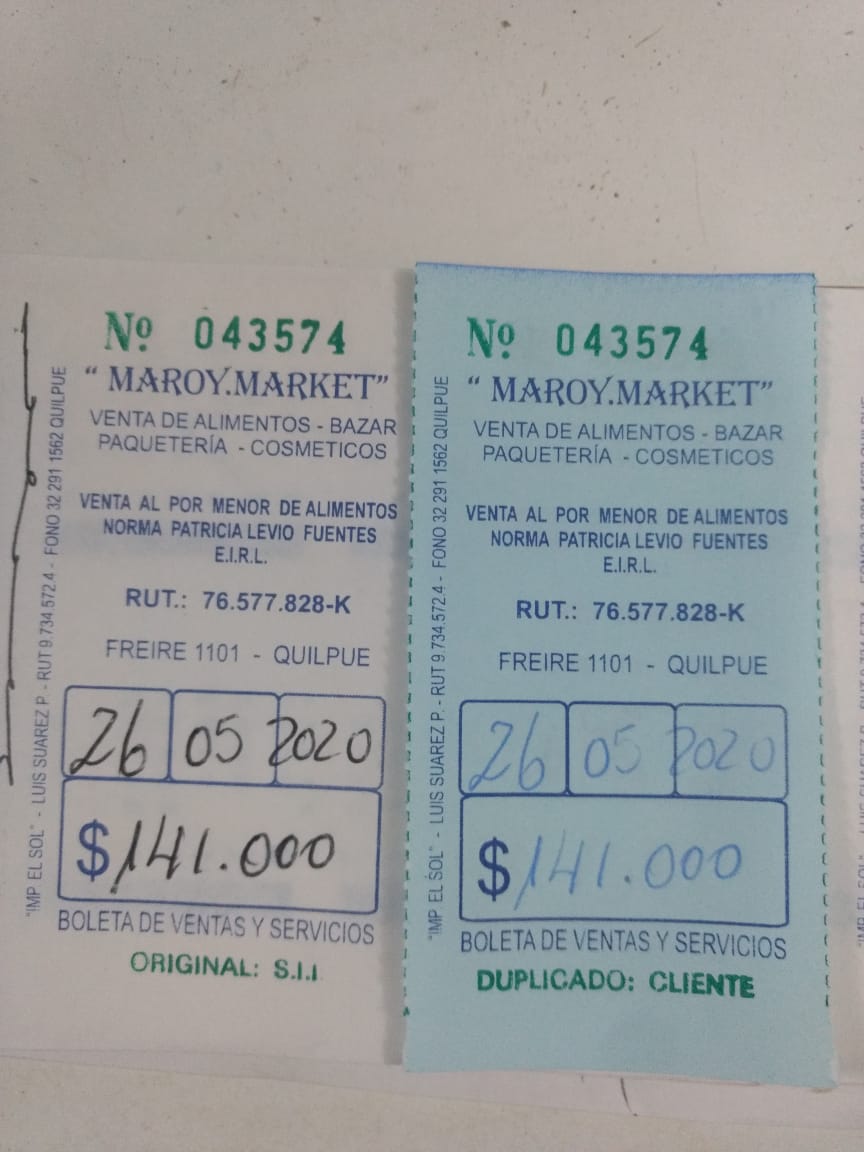 Nº 043574
“ MAROY.MARKET”
VENTA DE ALIMENTOS - BAZAR
PAQUETERÍA - COSMETICOS
VENTA AL POR MENOR DE ALIMENTOS
NORMA PATRICIA LEVIO FUENTES
E.I.R.L.
RUT.: 76.577.828-K
FREIRE 1101 - QUILPUE
26 05 2020
$ 141.000
BOLETA DE VENTAS Y SERVICIOS
ORIGINAL: S.I.I
"IMP. EL SOL" - LUIS SUAREZ P. - RUT 9.734.572.4 - FONO 32 291 1562 QUILPUE
Nº 043574
“ MAROY.MARKET”
VENTA DE ALIMENTOS - BAZAR
PAQUETERÍA - COSMETICOS
VENTA AL POR MENOR DE ALIMENTOS
NORMA PATRICIA LEVIO FUENTES
E.I.R.L.
RUT.: 76.577.828-K
FREIRE 1101 - QUILPUE
26 05 2020
$ 141.000
BOLETA DE VENTAS Y SERVICIOS
DUPLICADO: CLIENTE
"IMP. EL SOL" - LUIS SUAREZ P. - RUT 9.734.572.4 - FONO 32 291 1562 QUILPUE